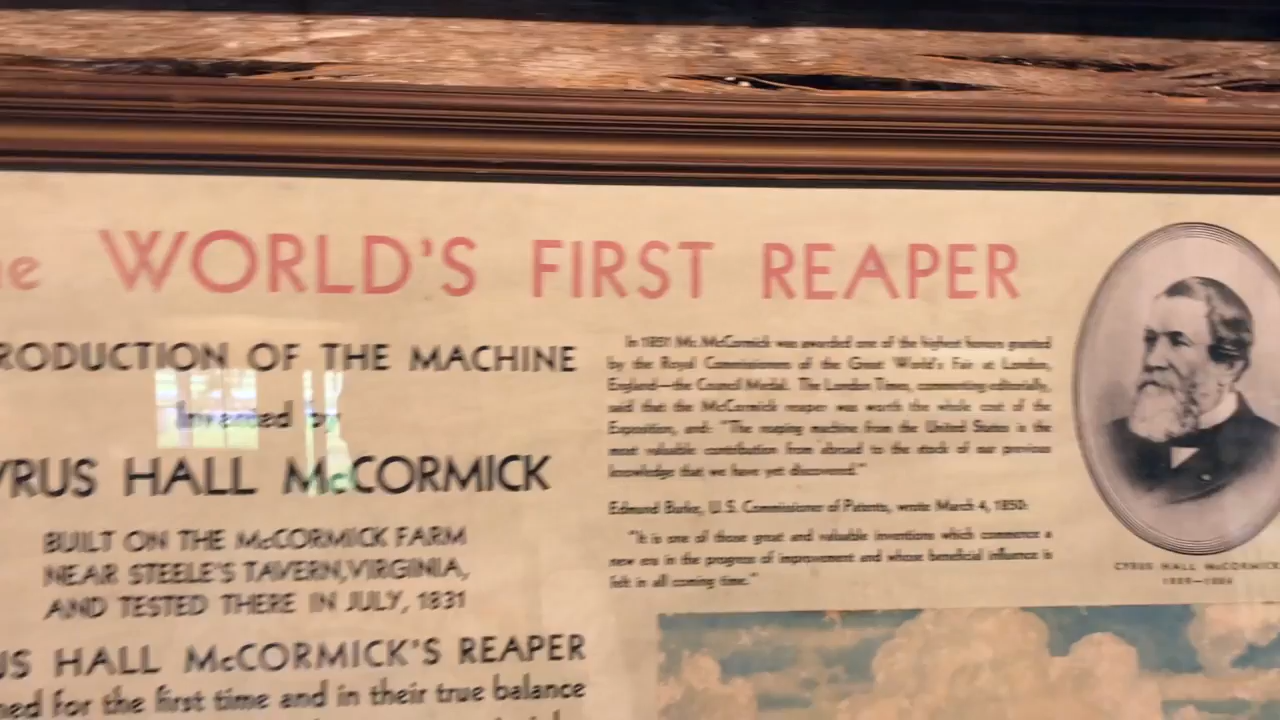 he WORLD'S FIRST REAPER
RODUCTION OF THE MACHINE
Invented by
YRUS HALL McCORMICK
BUILT ON THE McCORMICK FARM
NEAR STEELE'S TAVERN, VIRGINIA,
AND TESTED THERE IN JULY, 1831
US HALL McCORMICK'S REAPER
ned for the first time and in their true balance
In 1851 Mr. McCormick was awarded one of the highest honors granted
by the Royal Commissioners of the Great World's Fair at London,
England—the Council Medal. The London Times, commenting editorially,
said that the McCormick reaper was worth the whole cost of the
Exposition, and: "The reaping machine from the United States is the
most valuable contribution from abroad to the stock of our previous
knowledge that we have yet discovered."
Edmund Burke, U.S. Commissioner of Patents, wrote March 4, 1850:
"It is one of those great and valuable inventions which commence a
new era in the progress of improvement and whose beneficial influence is
felt in all coming time."
CYRUS HALL McCORMICK
1809—1884